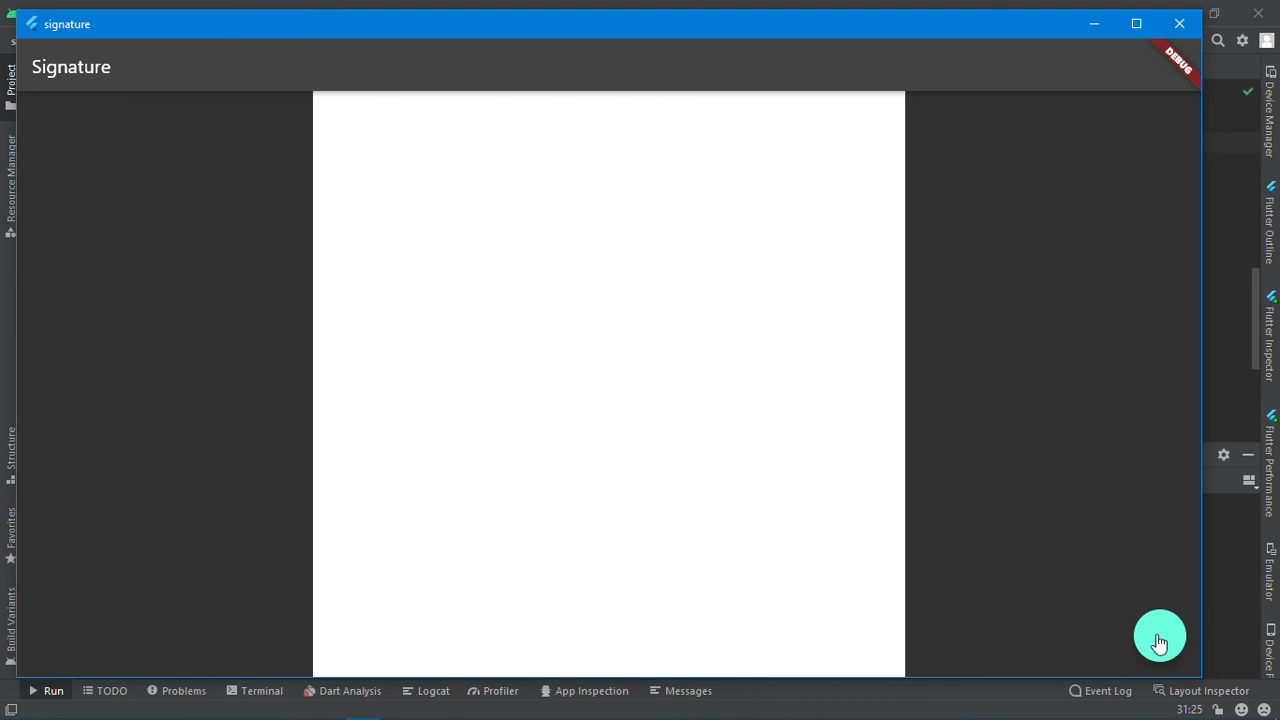 signature
Signature
DEBUG
Project
Resource Manager
Structure
Favorites
Build Variants
Device Manager
Flutter Outline
Flutter Inspector
Flutter Performance
Emulator
Device F
Run TODO Problems Terminal Dart Analysis Logcat Profiler App Inspection Messages Event Log Layout Inspector
31:25